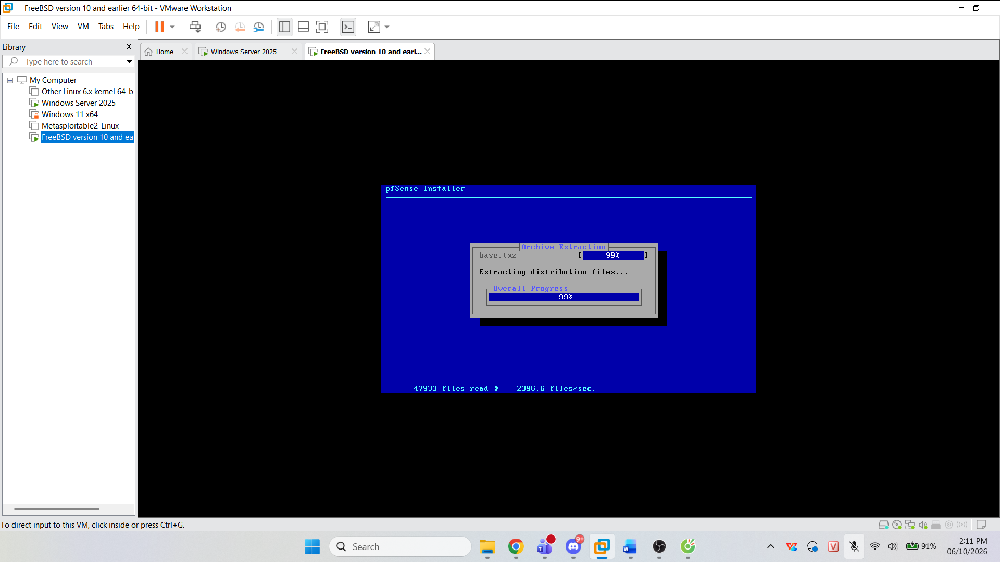 FreeBSD version 10 and earlier 64-bit - VMware Workstation
File Edit View VM Tabs Help
Library
Type here to search
My Computer
Other Linux 6.x kernel 64-bi
Windows Server 2025
Windows 11 x64
Metasploitable2-Linux
FreeBSD version 10 and ear
Home
Windows Server 2025
FreeBSD version 10 and earl...
pfSense Installer
Archive Extraction
base.txz [ 99% ]
Extracting distribution files...
Overall Progress
99%
47933 files read @ 2396.6 files/sec.
To direct input to this VM, click inside or press Ctrl+G.
Search
9+
91%
2:11 PM
06/10/2026